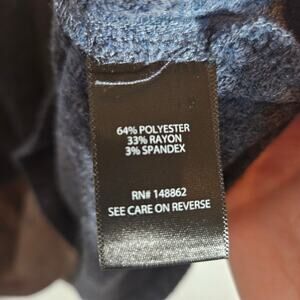 64% POLYESTER
33% RAYON
3% SPANDEX
RN# 148862
SEE CARE ON REVERSE